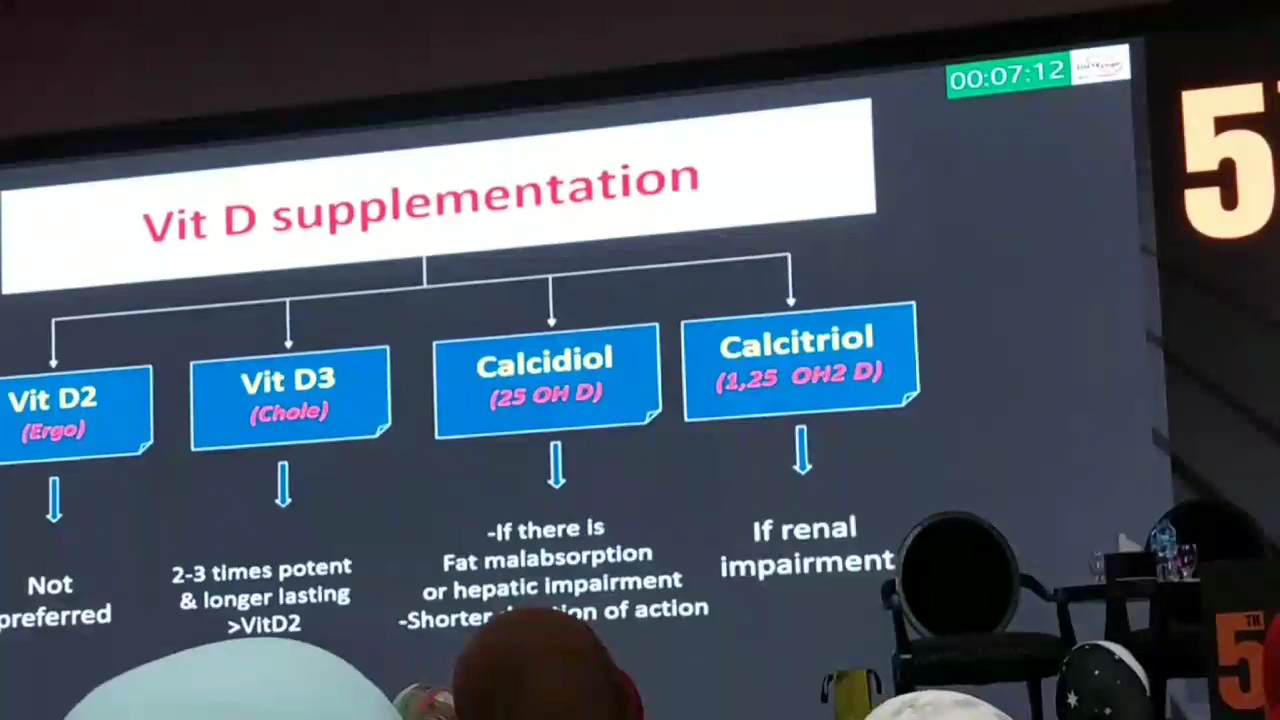 00:07:12
5
Vit D supplementation
Vit D2
(Ergo)
Vit D3
(Chole)
Calcidiol
(25 OH D)
Calcitriol
(1,25 OH2 D)
Not
preferred
2-3 times potent
& longer lasting
>VitD2
-If there is
Fat malabsorption
or hepatic impairment
-Shorter of action
If renal
impairment
5TH